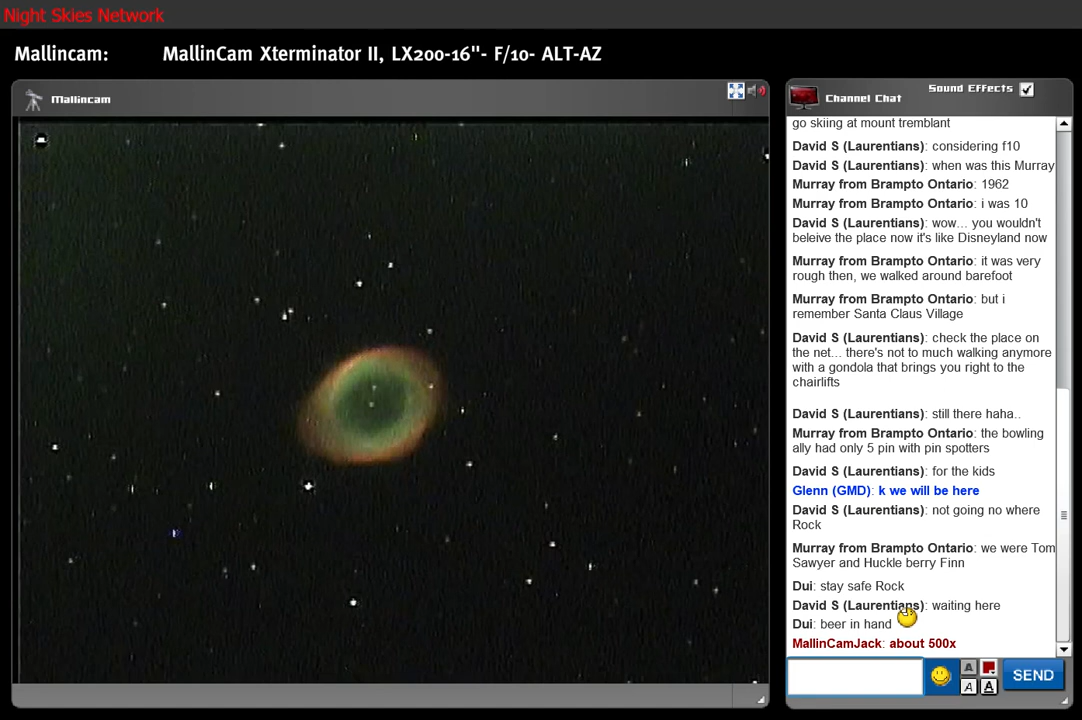 Night Skies Network
Mallincam: MallinCam Xterminator II, LX200-16"- F/10- ALT-AZ
Mallincam
Channel Chat
Sound Effects
go skiing at mount tremblant
David S (Laurentians): considering f10
David S (Laurentians): when was this Murray
Murray from Brampto Ontario: 1962
Murray from Brampto Ontario: i was 10
David S (Laurentians): wow... you wouldn't
beleive the place now it's like Disneyland now
Murray from Brampto Ontario: it was very
rough then, we walked around barefoot
Murray from Brampto Ontario: but i
remember Santa Claus Village
David S (Laurentians): check the place on
the net... there's not to much walking anymore
with a gondola that brings you right to the
chairlifts
David S (Laurentians): still there haha..
Murray from Brampto Ontario: the bowling
ally had only 5 pin with pin spotters
David S (Laurentians): for the kids
Glenn (GMD): k we will be here
David S (Laurentians): not going no where
Rock
Murray from Brampto Ontario: we were Tom
Sawyer and Huckle berry Finn
Dui: stay safe Rock
David S (Laurentians): waiting here
Dui: beer in hand
MallinCamJack: about 500x
A
A A
SEND